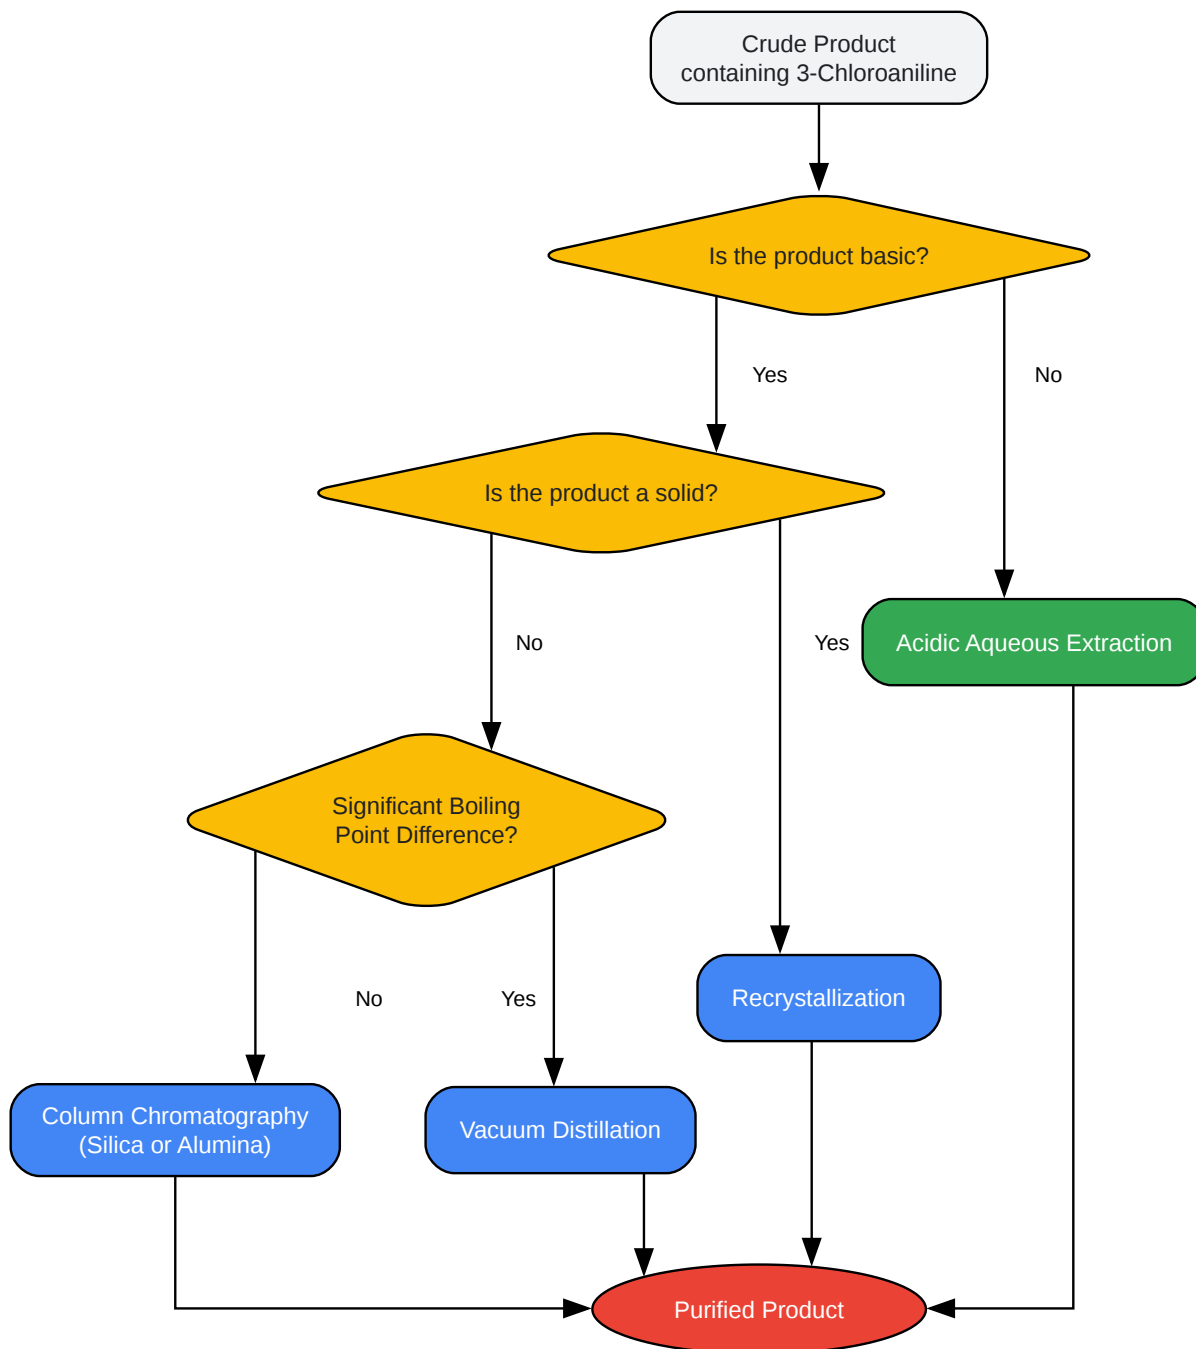 Crude Product
containing 3-Chloroaniline
Is the product basic?
Yes
No
Is the product a solid?
No
Yes
Acidic Aqueous Extraction
Significant Boiling
Point Difference?
No
Yes
Recrystallization
Column Chromatography
(Silica or Alumina)
Vacuum Distillation
Purified Product